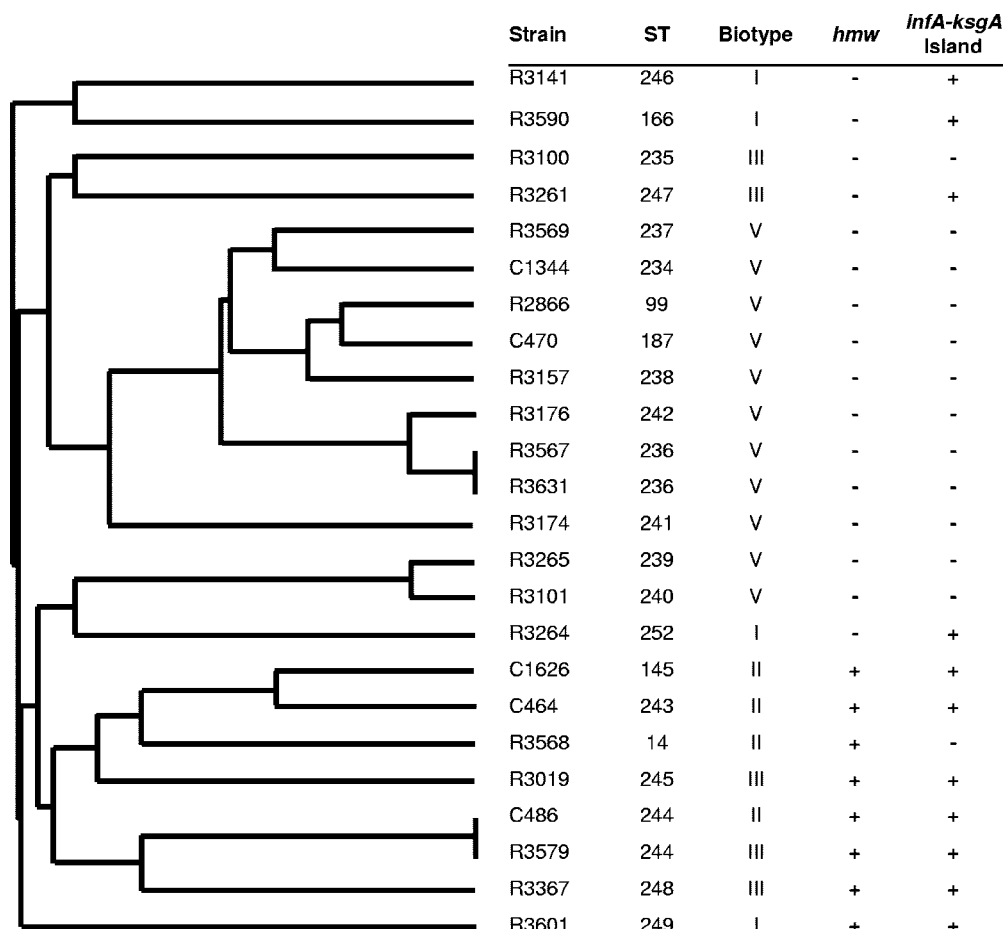 Strain ST Biotype hmw infA-ksgA Island
R3141 246 I - +
R3590 166 I - +
R3100 235 III - -
R3261 247 III - +
R3569 237 V - -
C1344 234 V - -
R2866 99 V - -
C470 187 V - -
R3157 238 V - -
R3176 242 V - -
R3567 236 V - -
R3631 236 V - -
R3174 241 V - -
R3265 239 V - -
R3101 240 V - -
R3264 252 I - +
C1626 145 II + +
C464 243 II + +
R3568 14 II + -
R3019 245 III + +
C486 244 II + +
R3579 244 III + +
R3367 248 III + +
R3601 249 I + +